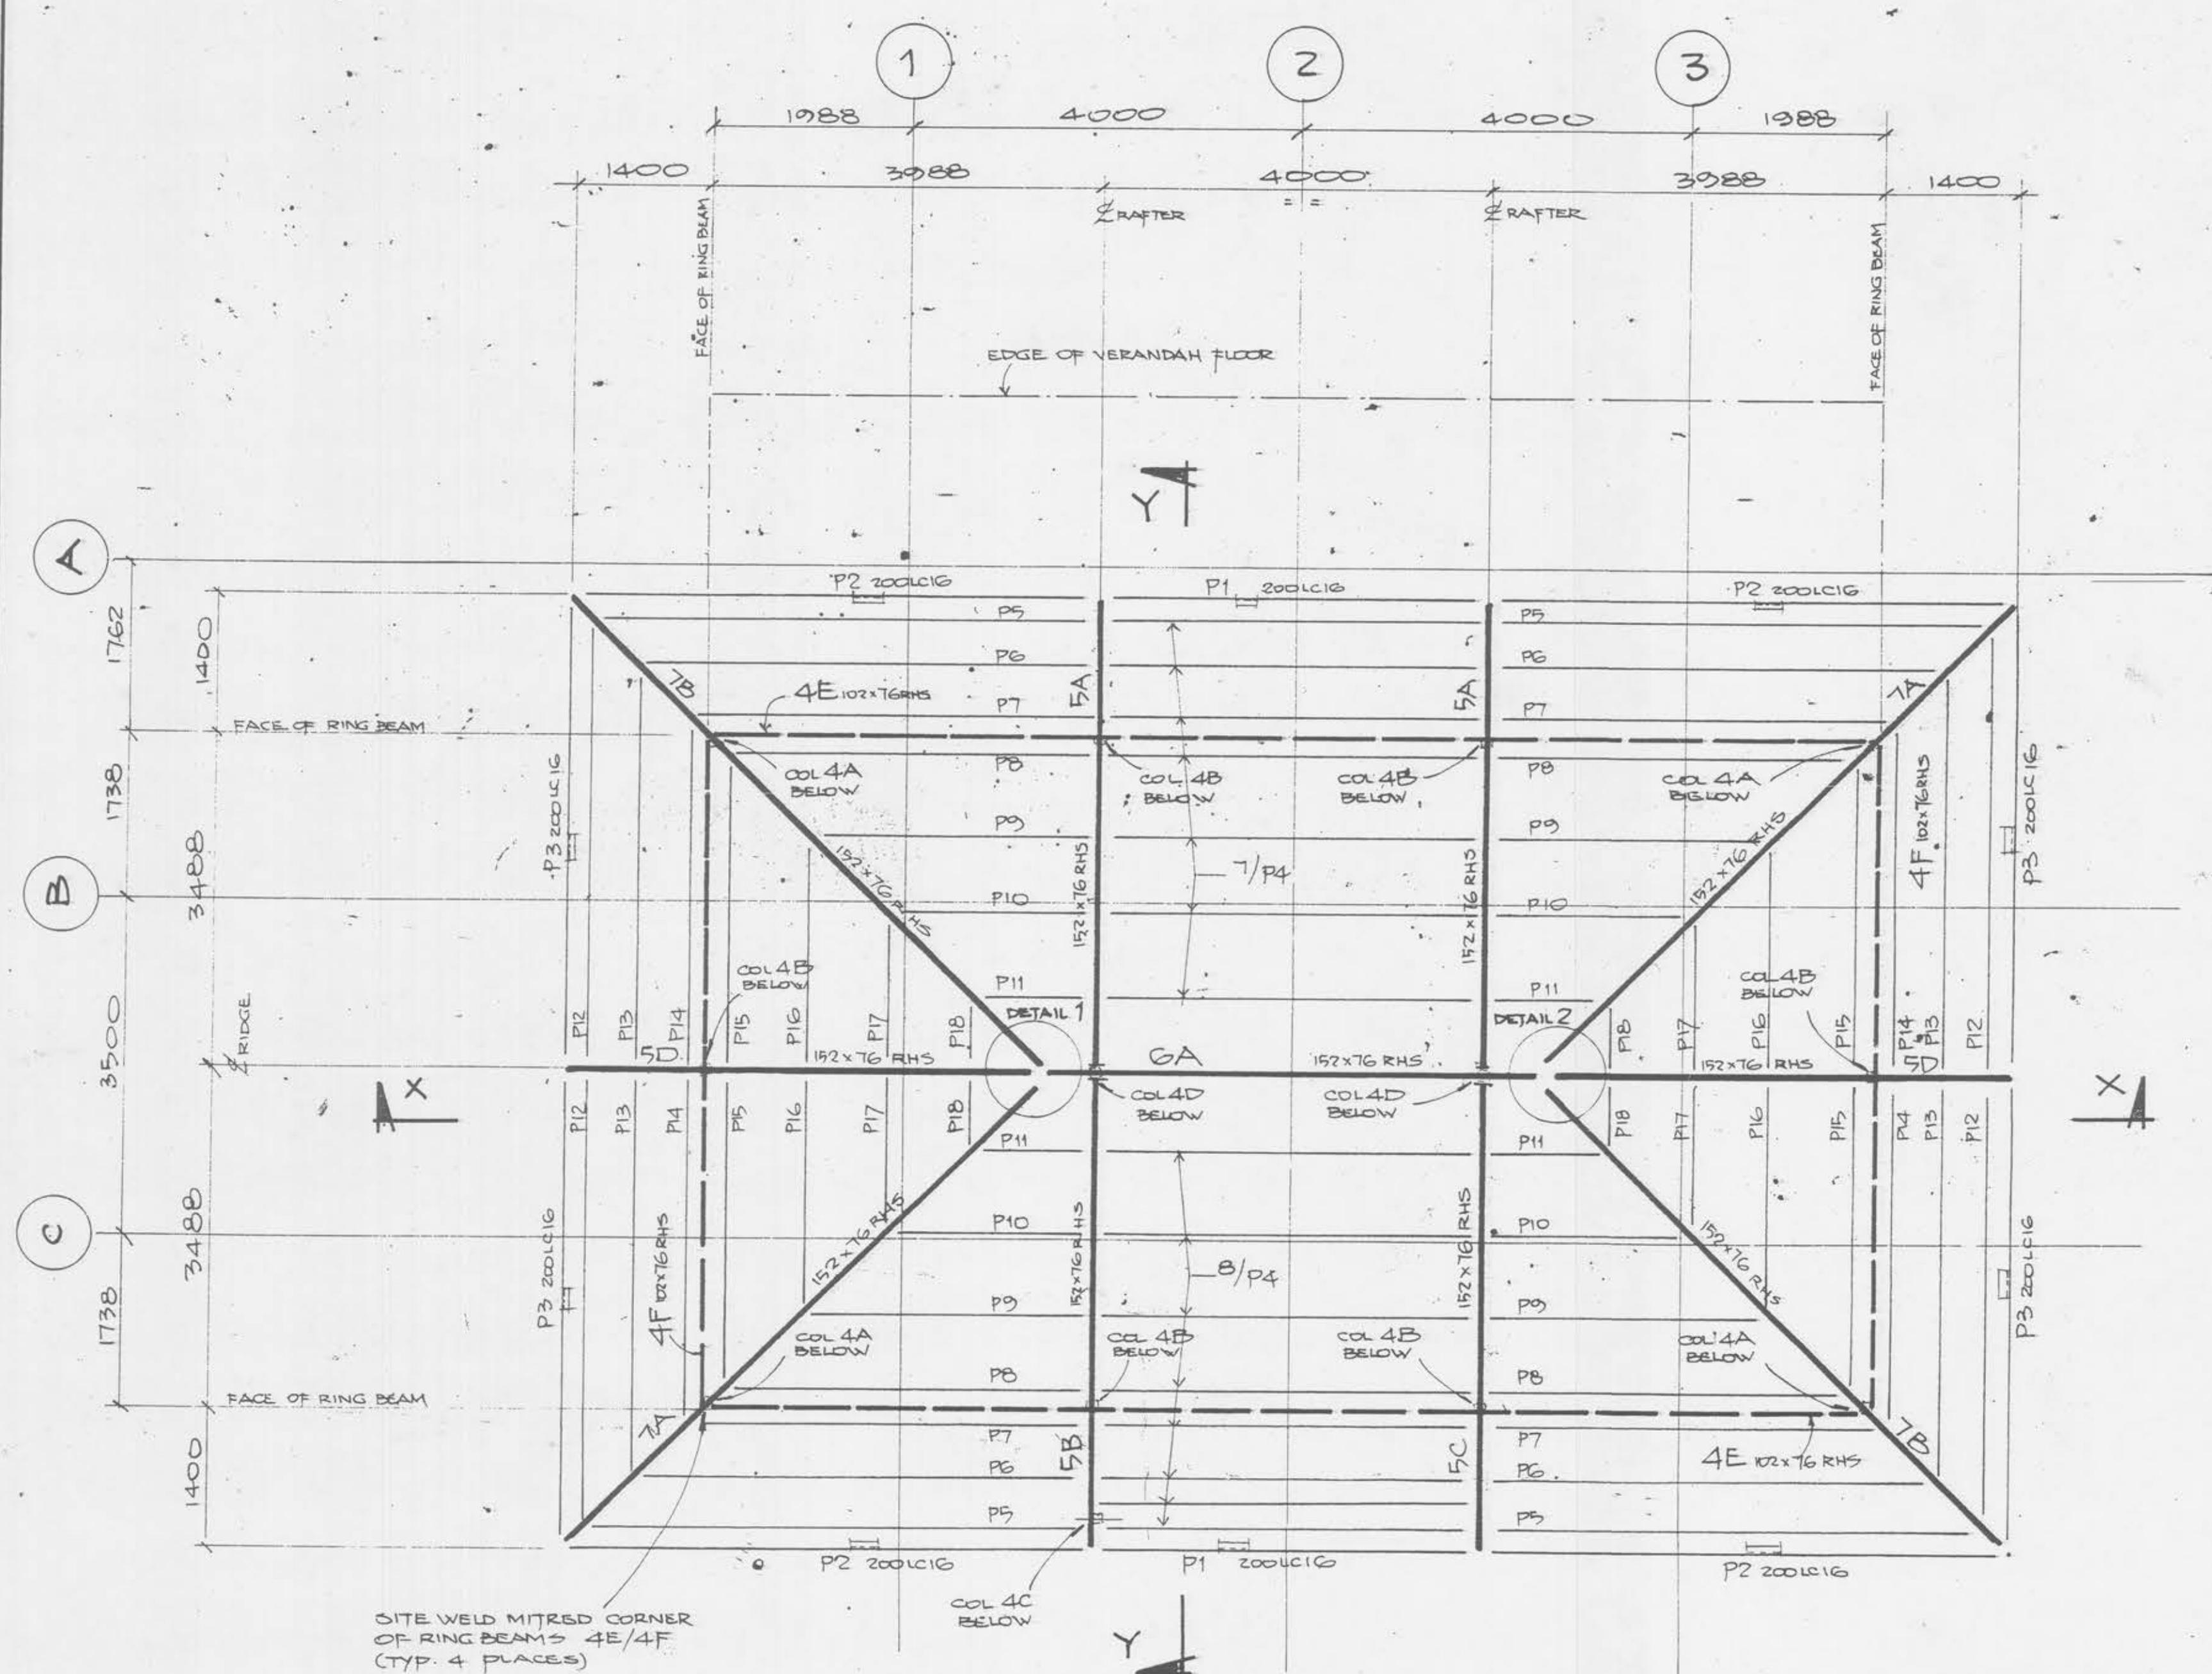 1
2
3
1988
4000
4000
1988
1400
3988
4000
3988
1400
= =
℄ RAFTER
℄ RAFTER
FACE OF RING BEAM
FACE OF RING BEAM
EDGE OF VERANDAH FLOOR
Y
A
P2 200LC16
P1 200LC16
P2 200LC16
1762
1400
P5
P5
P6
P6
7B
4E 102x76RHS
5A
5A
7A
P7
P7
FACE OF RING BEAM
P8
P8
COL 4A
BELOW
COL 4B
BELOW
COL 4B
BELOW
COL 4A
BELOW
4F 102x76RHS
1738
3488
P3 200LC16
P3 200LC16
P9
P9
152x76 RHS
152x76 RHS
152x76 RHS
152x76 RHS
7/P4
B
P10
P10
COL 4B
BELOW
COL 4B
BELOW
P11
P11
DETAIL 1
DETAIL 2
3500
℄ RIDGE
P12
P13
P14
P15
P16
P17
P18
P18
P17
P16
P15
P14
P13
P12
5D
152x76 RHS
6A
152x76 RHS
152x76 RHS
5D
X
X
COL 4D
BELOW
COL 4D
BELOW
P12
P13
P14
P15
P16
P17
P18
P18
P17
P16
P15
P14
P13
P12
P11
P11
C
3488
P3 200LC16
4F 102x76RHS
152x76 RHS
P10
152x76 RHS
8/P4
152x76 RHS
P10
152x76 RHS
P3 200LC16
P9
P9
1738
COL 4A
BELOW
COL 4B
BELOW
COL 4B
BELOW
COL 4A
BELOW
P8
P8
FACE OF RING BEAM
7A
P7
5B
5C
P7
7B
P6
P6
4E 102x76 RHS
1400
P5
P5
P2 200LC16
P1 200LC16
P2 200LC16
COL 4C
BELOW
SITE WELD MITRED CORNER
OF RING BEAMS 4E/4F
(TYP. 4 PLACES)
Y